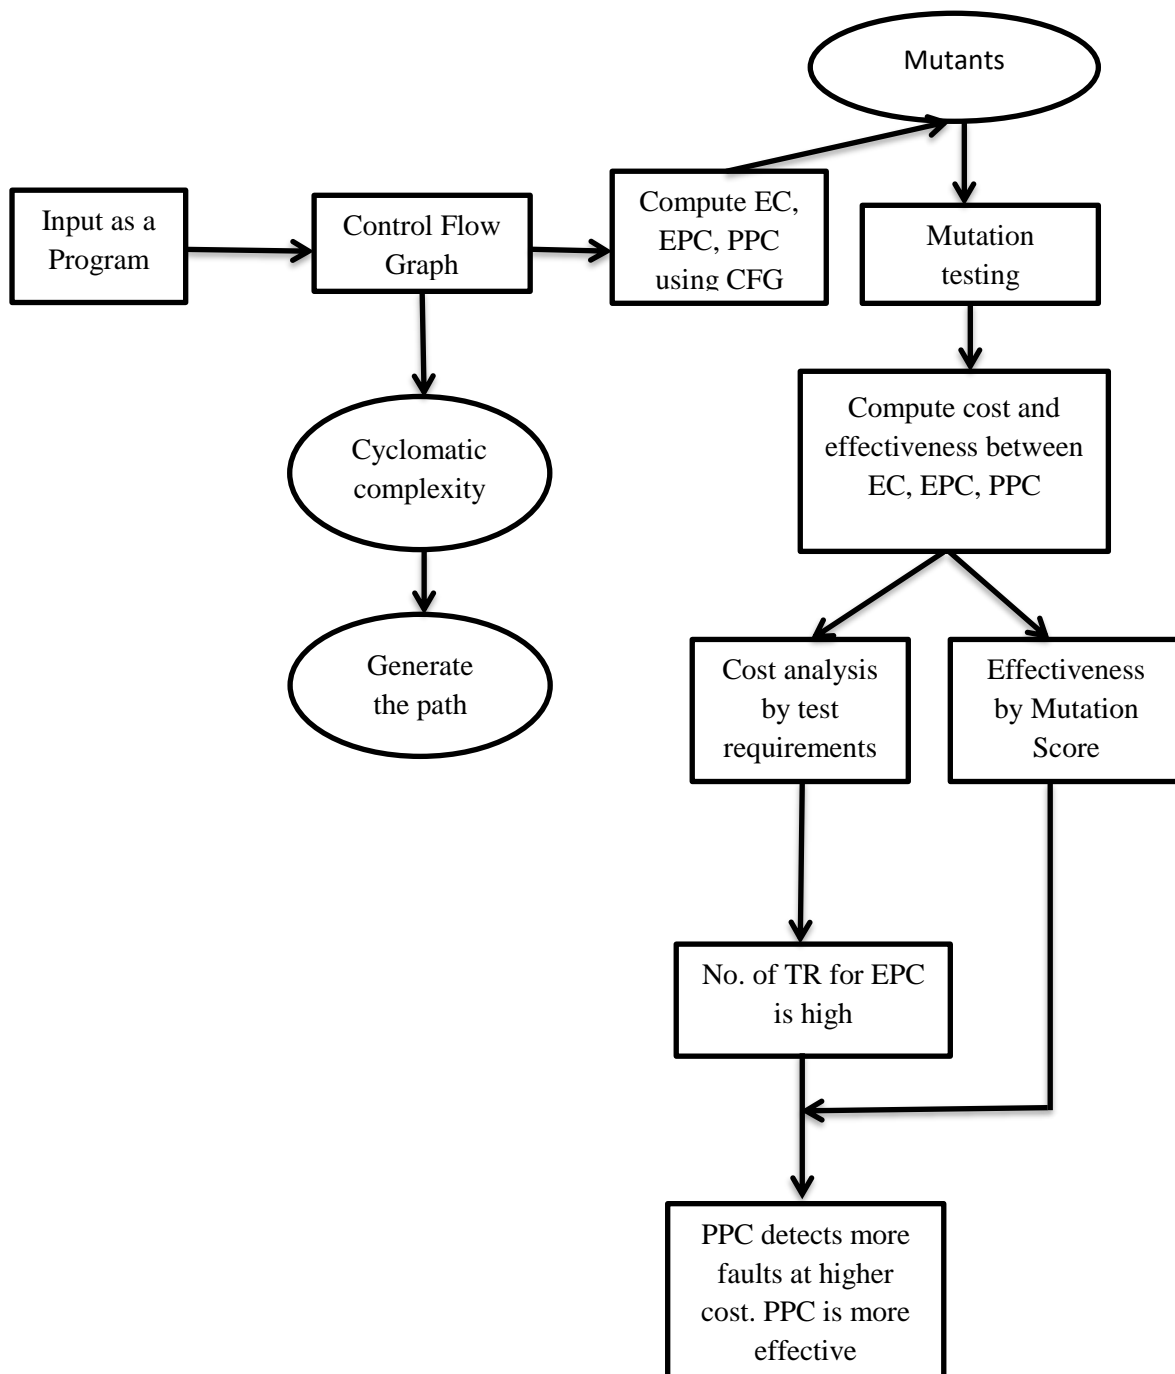 Mutants
Input as a
Program
Control Flow
Graph
Compute EC,
EPC, PPC
using CFG
Mutation
testing
Cyclomatic
complexity
Generate
the path
Compute cost and
effectiveness between
EC, EPC, PPC
Cost analysis
by test
requirements
Effectiveness
by Mutation
Score
No. of TR for EPC
is high
PPC detects more
faults at higher
cost. PPC is more
effective